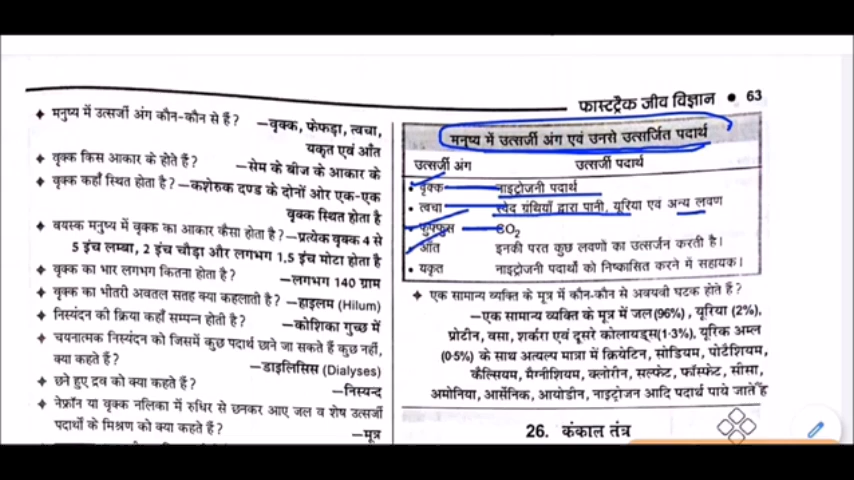 फास्टट्रैक जीव विज्ञान • 63
✦ मनुष्य में उत्सर्जी अंग कौन-कौन से हैं?
—वृक्क, फेफड़ा, त्वचा,
यकृत एवं आँत
✦ वृक्क किस आकार के होते हैं?
—सेम के बीज के आकार के
✦ वृक्क कहाँ स्थित होता है? —कशेरुक दण्ड के दोनों ओर एक-एक
वृक्क स्थित होता है
✦ वयस्क मनुष्य में वृक्क का आकार कैसा होता है? —प्रत्येक वृक्क 4 से
5 इंच लम्बा, 2 इंच चौड़ा और लगभग 1.5 इंच मोटा होता है
✦ वृक्क का भार लगभग कितना होता है?
—लगभग 140 ग्राम
✦ वृक्क का भीतरी अवतल सतह क्या कहलाती है? —हाइलम (Hilum)
✦ निस्यंदन की क्रिया कहाँ सम्पन्न होती है?
—कोशिका गुच्छ में
✦ चयनात्मक निस्यंदन को जिसमें कुछ पदार्थ छाने जा सकते हैं कुछ नहीं,
क्या कहते हैं?
—डाइलिसिस (Dialyses)
✦ छने हुए द्रव को क्या कहते हैं?
—निस्यन्द
✦ नेफ्रॉन या वृक्क नलिका में रुधिर से छनकर आए जल व शेष उत्सर्जी
पदार्थों के मिश्रण को क्या कहते हैं?
—मूत्र
मनुष्य में उत्सर्जी अंग एवं उनसे उत्सर्जित पदार्थ
उत्सर्जी अंग उत्सर्जी पदार्थ
• वृक्क नाइट्रोजनी पदार्थ
• त्वचा स्वेद ग्रंथियाँ द्वारा पानी, यूरिया एवं अन्य लवण
• फुफ्फुस CO2
• आँत इनकी परत कुछ लवणों का उत्सर्जन करती है।
• यकृत नाइट्रोजनी पदार्थों को निष्कासित करने में सहायक।
✦ एक सामान्य व्यक्ति के मूत्र में कौन-कौन से अवयवी घटक होते हैं?
—एक सामान्य व्यक्ति के मूत्र में जल (96%), यूरिया (2%),
प्रोटीन, वसा, शर्करा एवं दूसरे कोलायड्स (1·3%), यूरिक अम्ल
(0·5%) के साथ अत्यल्प मात्रा में क्रियेटिन, सोडियम, पोटैशियम,
कैल्सियम, मैग्नीशियम, क्लोरीन, सल्फेट, फॉस्फेट, सीसा,
अमोनिया, आर्सेनिक, आयोडीन, नाइट्रोजन आदि पदार्थ पाये जाते हैं
26. कंकाल तंत्र